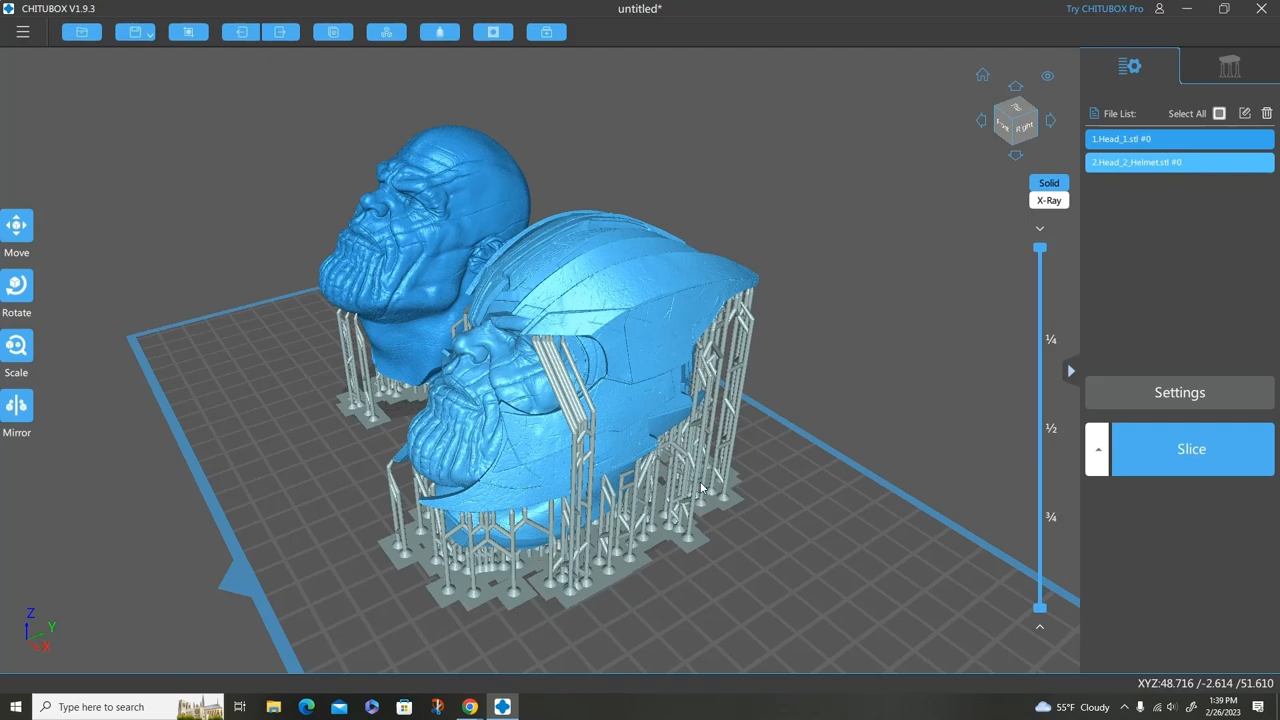 CHITUBOX V1.9.3
untitled*
Try CHITUBOX Pro
File List:
Select All
1.Head_1.stl #0
2.Head_2_Helmet.stl #0
Front
Right
Solid
X-Ray
Move
Rotate
Scale
Mirror
¼
½
¾
Settings
Slice
Z
Y
X
XYZ:48.716 /-2.614 /51.610
Type here to search
55°F Cloudy
1:39 PM
2/26/2023